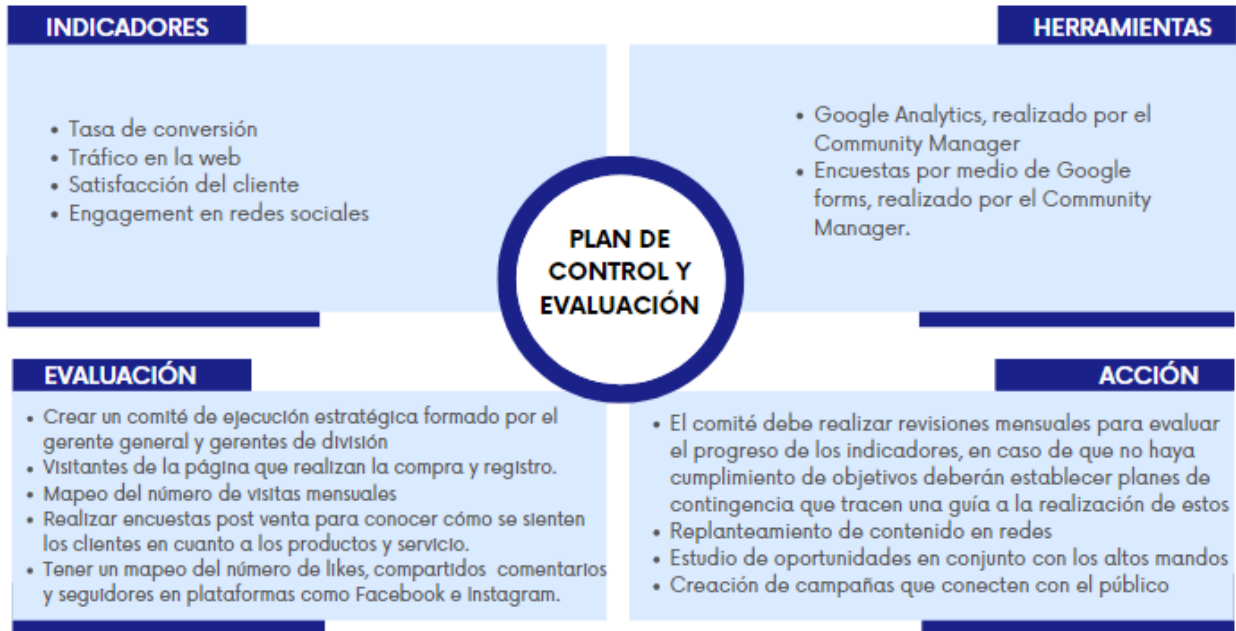 INDICADORES
• Tasa de conversión
• Tráfico en la web
• Satisfacción del cliente
• Engagement en redes sociales
HERRAMIENTAS
• Google Analytics, realizado por el
Community Manager
• Encuestas por medio de Google
forms, realizado por el Community
Manager.
PLAN DE
CONTROL Y
EVALUACIÓN
EVALUACIÓN
• Crear un comité de ejecución estratégica formado por el
gerente general y gerentes de división
• Visitantes de la página que realizan la compra y registro.
• Mapeo del número de visitas mensuales
• Realizar encuestas post venta para conocer cómo se sienten
los clientes en cuanto a los productos y servicio.
• Tener un mapeo del número de likes, compartidos comentarios
y seguidores en plataformas como Facebook e Instagram.
ACCIÓN
• El comité debe realizar revisiones mensuales para evaluar
el progreso de los indicadores, en caso de que no haya
cumplimiento de objetivos deberán establecer planes de
contingencia que tracen una guía a la realización de estos
• Replanteamiento de contenido en redes
• Estudio de oportunidades en conjunto con los altos mandos
• Creación de campañas que conecten con el público